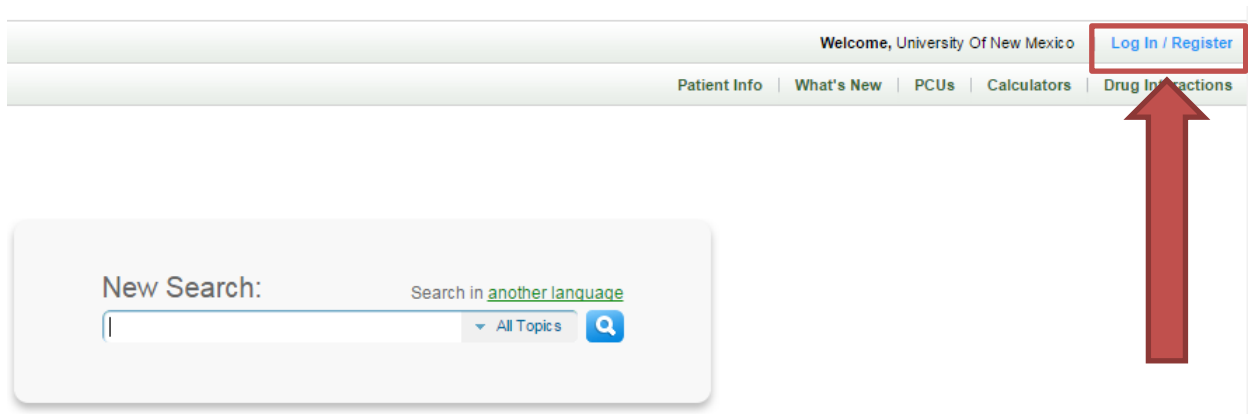 Welcome, University Of New Mexico | Log In / Register
Patient Info | What's New | PCUs | Calculators | Drug Interactions
New Search:
Search in another language
All Topics